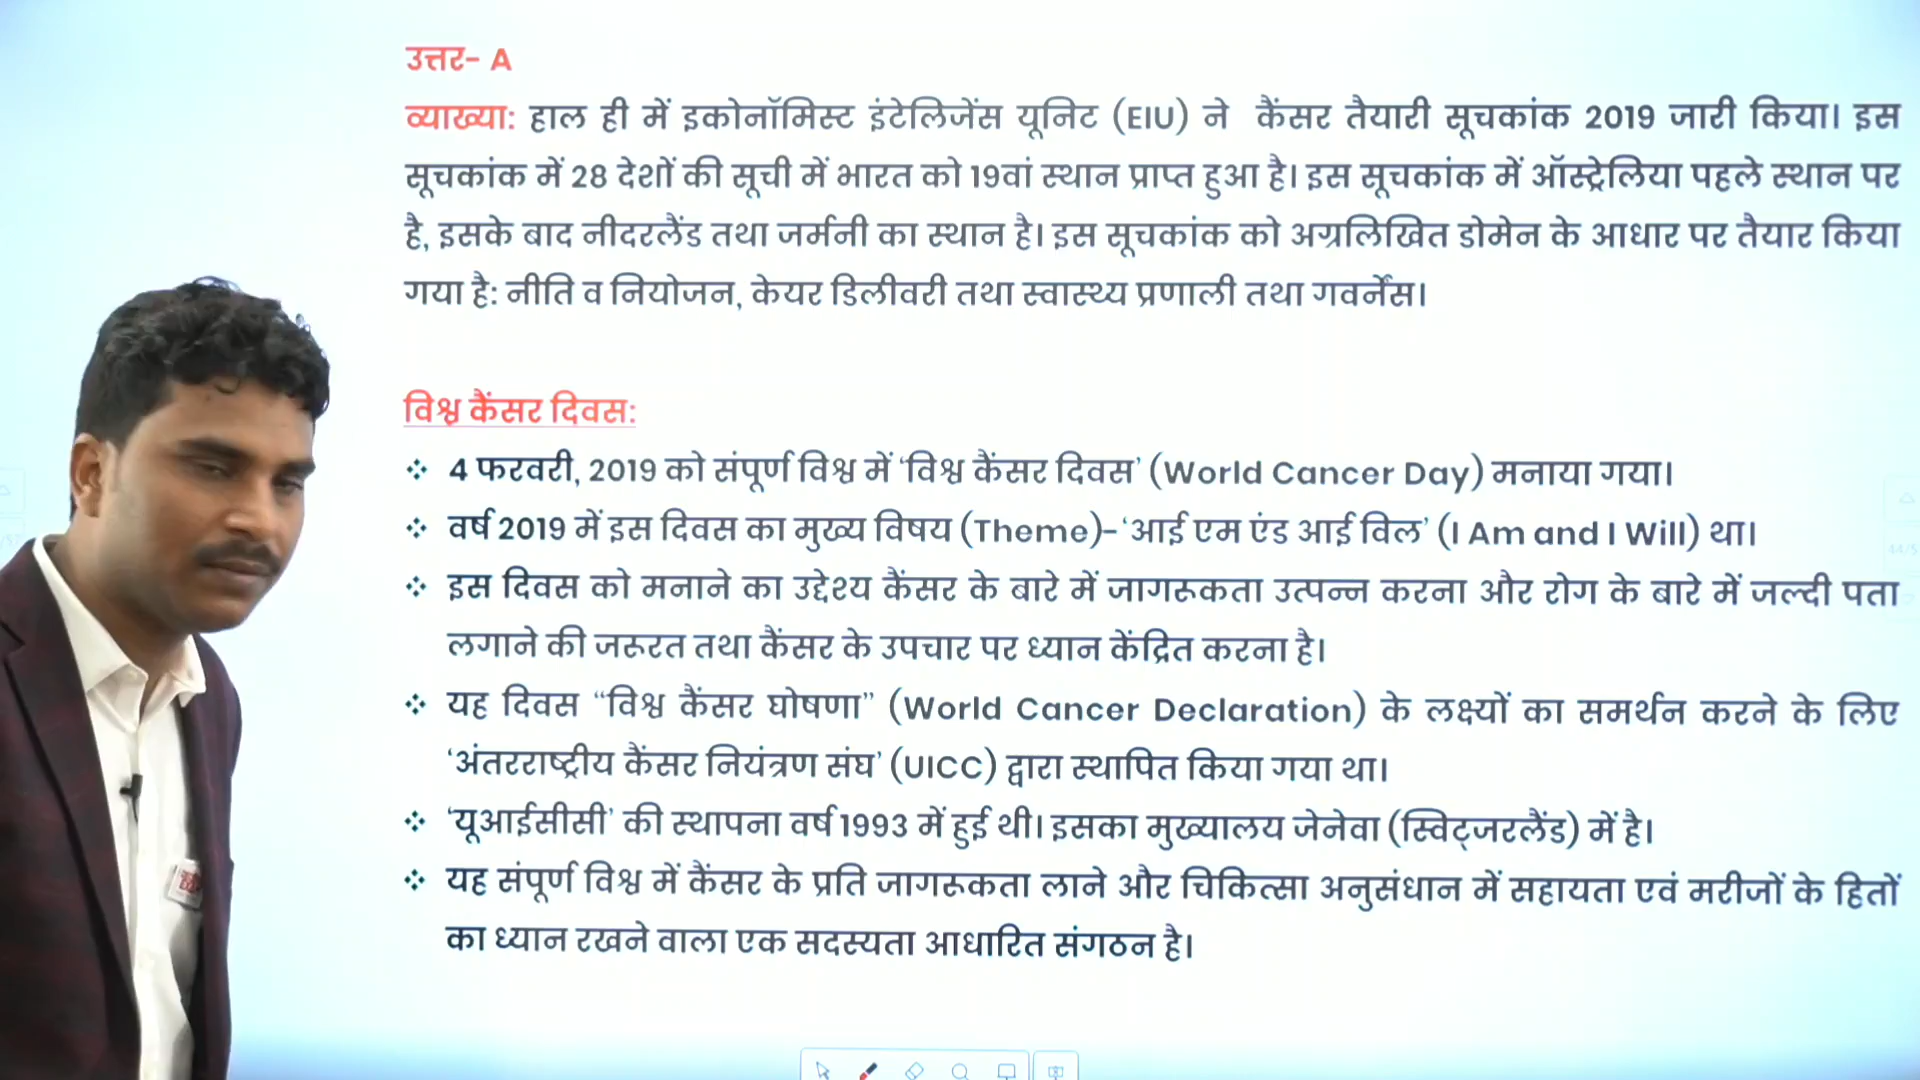 उत्तर- A
व्याख्या: हाल ही में इकोनॉमिस्ट इंटेलिजेंस यूनिट (EIU) ने कैंसर तैयारी सूचकांक 2019 जारी किया। इस
सूचकांक में 28 देशों की सूची में भारत को 19वां स्थान प्राप्त हुआ है। इस सूचकांक में ऑस्ट्रेलिया पहले स्थान पर
है, इसके बाद नीदरलैंड तथा जर्मनी का स्थान है। इस सूचकांक को अग्रलिखित डोमेन के आधार पर तैयार किया
गया है: नीति व नियोजन, केयर डिलीवरी तथा स्वास्थ्य प्रणाली तथा गवर्नेंस।
विश्व कैंसर दिवस:
❖ 4 फरवरी, 2019 को संपूर्ण विश्व में ‘विश्व कैंसर दिवस’ (World Cancer Day) मनाया गया।
❖ वर्ष 2019 में इस दिवस का मुख्य विषय (Theme)- ‘आई एम एंड आई विल’ (I Am and I Will) था।
❖ इस दिवस को मनाने का उद्देश्य कैंसर के बारे में जागरूकता उत्पन्न करना और रोग के बारे में जल्दी पता
लगाने की जरूरत तथा कैंसर के उपचार पर ध्यान केंद्रित करना है।
❖ यह दिवस “विश्व कैंसर घोषणा” (World Cancer Declaration) के लक्ष्यों का समर्थन करने के लिए
‘अंतरराष्ट्रीय कैंसर नियंत्रण संघ’ (UICC) द्वारा स्थापित किया गया था।
❖ ‘यूआईसीसी’ की स्थापना वर्ष 1993 में हुई थी। इसका मुख्यालय जेनेवा (स्विट्जरलैंड) में है।
❖ यह संपूर्ण विश्व में कैंसर के प्रति जागरूकता लाने और चिकित्सा अनुसंधान में सहायता एवं मरीजों के हितों
का ध्यान रखने वाला एक सदस्यता आधारित संगठन है।